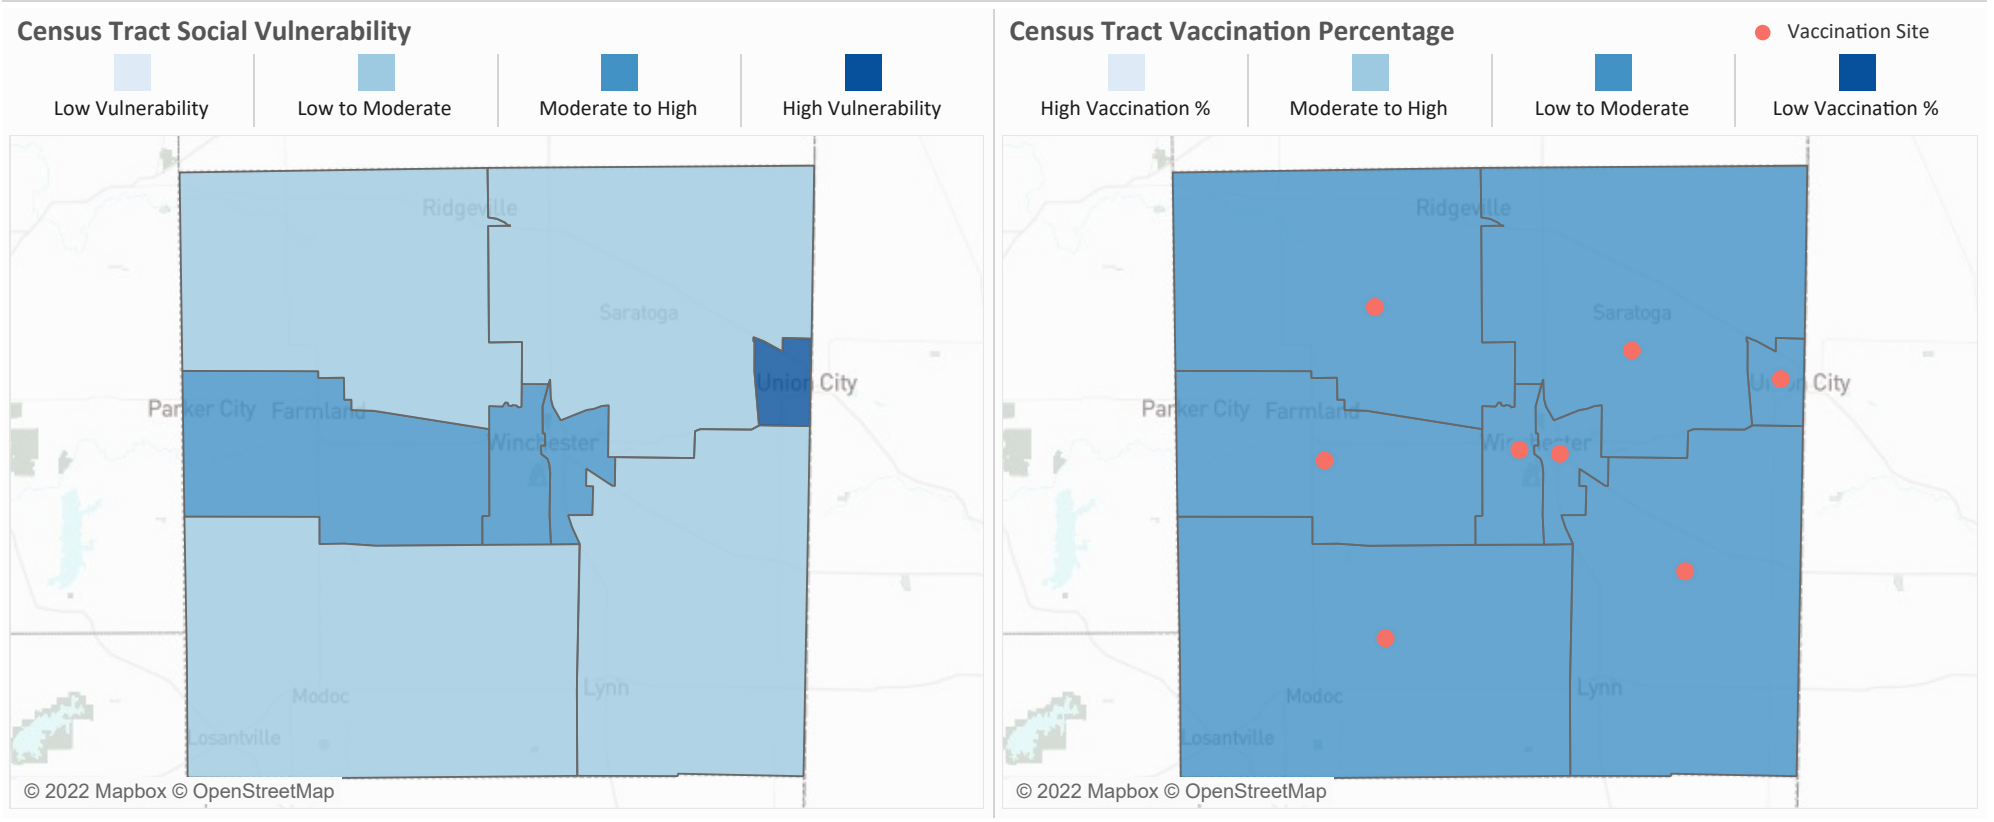 Census Tract Social Vulnerability
Low Vulnerability
Low to Moderate
Moderate to High
High Vulnerability
Ridgeville
Saratoga
Union City
Parker City
Farmland
Winchester
Modoc
Lynn
Losantville
© 2022 Mapbox © OpenStreetMap
Census Tract Vaccination Percentage
Vaccination Site
High Vaccination %
Moderate to High
Low to Moderate
Low Vaccination %
Ridgeville
Saratoga
Union City
Parker City
Farmland
Winchester
Modoc
Lynn
Losantville
© 2022 Mapbox © OpenStreetMap